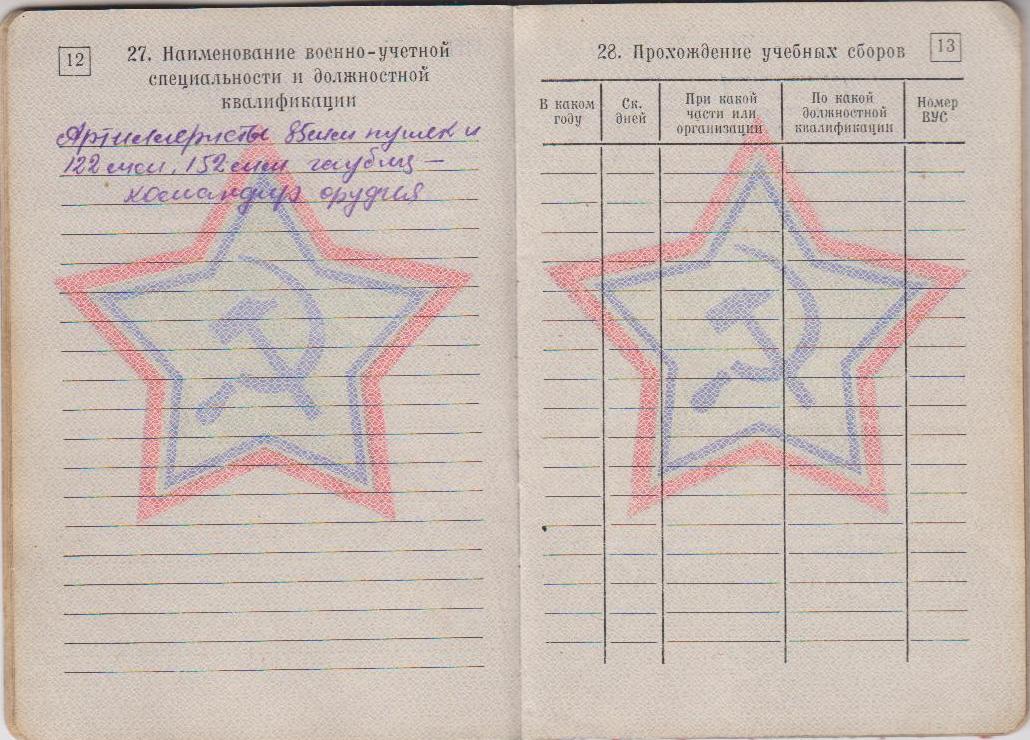 12
27. Наименование военно-учетной
специальности и должностной
квалификации
Артиллеристы 85мм пушек и
122 мм, 152 мм гаубиц —
командир орудия
28. Прохождение учебных сборов
13
В каком
году
Ск.
дней
При какой
части или
организации
По какой
должностной
квалификации
Номер
ВУС